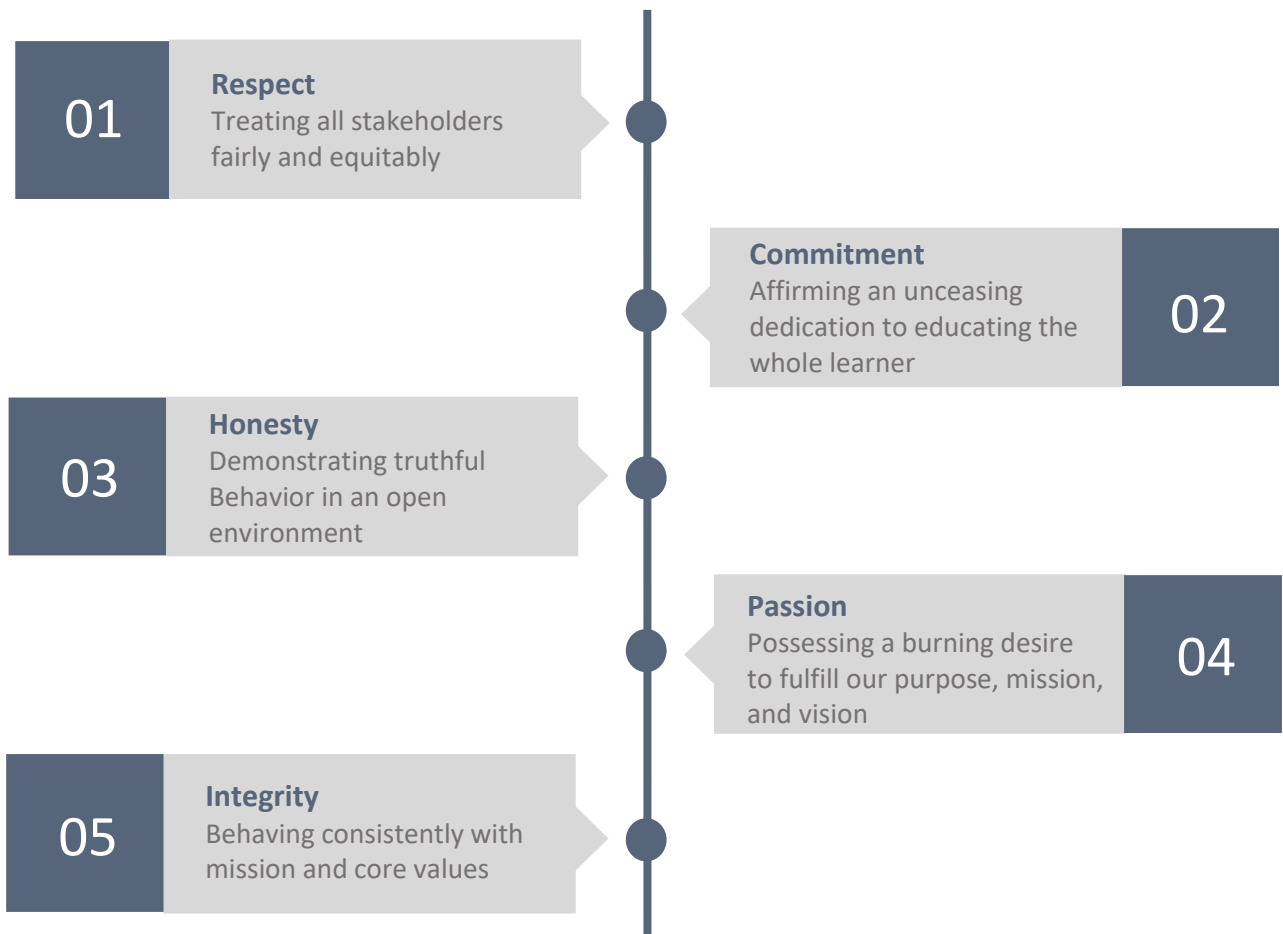 01
Respect
Treating all stakeholders
fairly and equitably
Commitment
Affirming an unceasing
dedication to educating the
whole learner
02
03
Honesty
Demonstrating truthful
Behavior in an open
environment
Passion
Possessing a burning desire
to fulfill our purpose, mission,
and vision
04
05
Integrity
Behaving consistently with
mission and core values